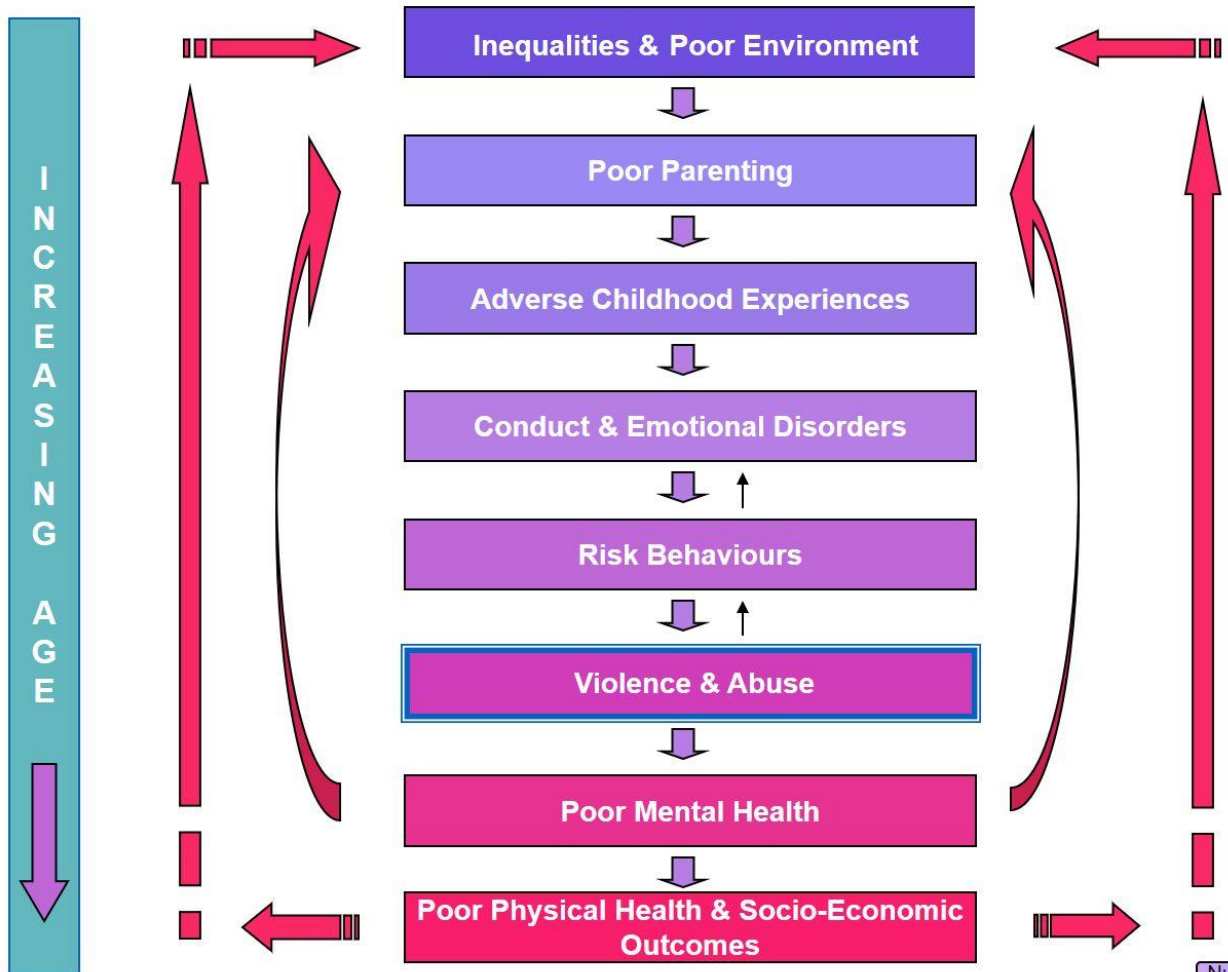 INCREASING AGE
Inequalities & Poor Environment
Poor Parenting
Adverse Childhood Experiences
Conduct & Emotional Disorders
Risk Behaviours
Violence & Abuse
Poor Mental Health
Poor Physical Health & Socio-Economic
Outcomes